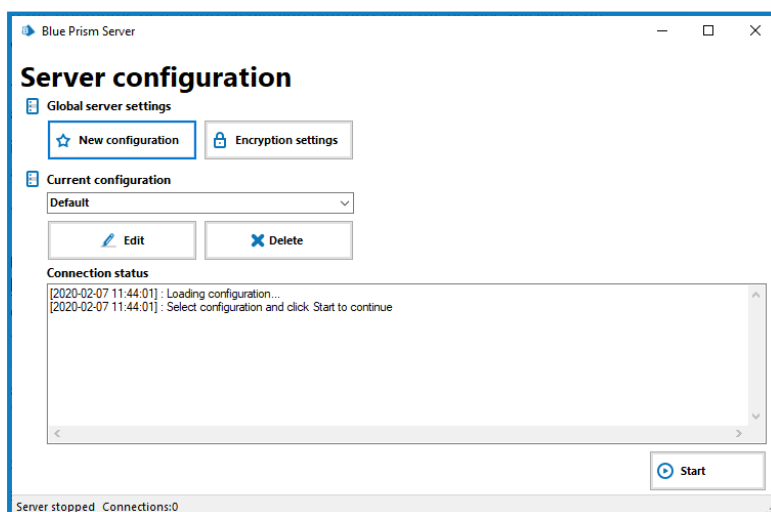 Blue Prism Server
Server configuration
Global server settings
New configuration
Encryption settings
Current configuration
Default
Edit
Delete
Connection status
[2020-02-07 11:44:01] : Loading configuration...
[2020-02-07 11:44:01] : Select configuration and click Start to continue
Start
Server stopped Connections:0